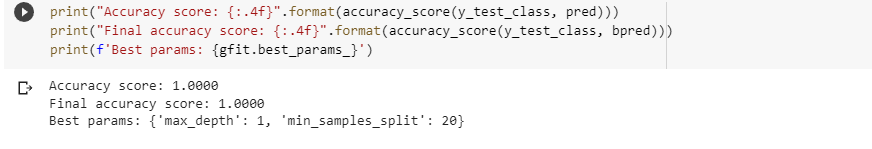 print("Accuracy score: {:.4f}".format(accuracy_score(y_test_class, pred)))
print("Final accuracy score: {:.4f}".format(accuracy_score(y_test_class, bpred)))
print(f'Best params: {gfit.best_params_}')
Accuracy score: 1.0000
Final accuracy score: 1.0000
Best params: {'max_depth': 1, 'min_samples_split': 20}